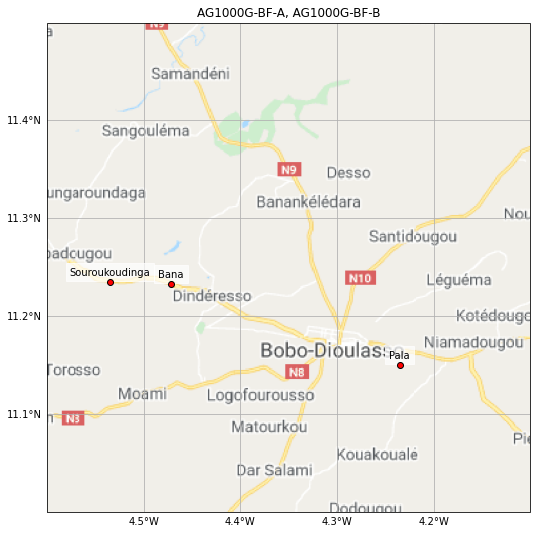 AG1000G-BF-A, AG1000G-BF-B
N9
Samandéni
11.4°N
Sangouléma
N9
Desso
ungaroundaga
Banankélédara
11.3°N
Nou
Santidougou
padougou
Souroukoudinga
Bana
N10
Léguéma
Dindéresso
11.2°N
Kotédougo
Niamadougou
Bobo-Dioulasso
Pala
Torosso
N8
Moami
Logofourousso
11.1°N
N8
Matourkou
Pie
Kouakoualé
Dar Salami
Dodougou
4.5°W
4.4°W
4.3°W
4.2°W